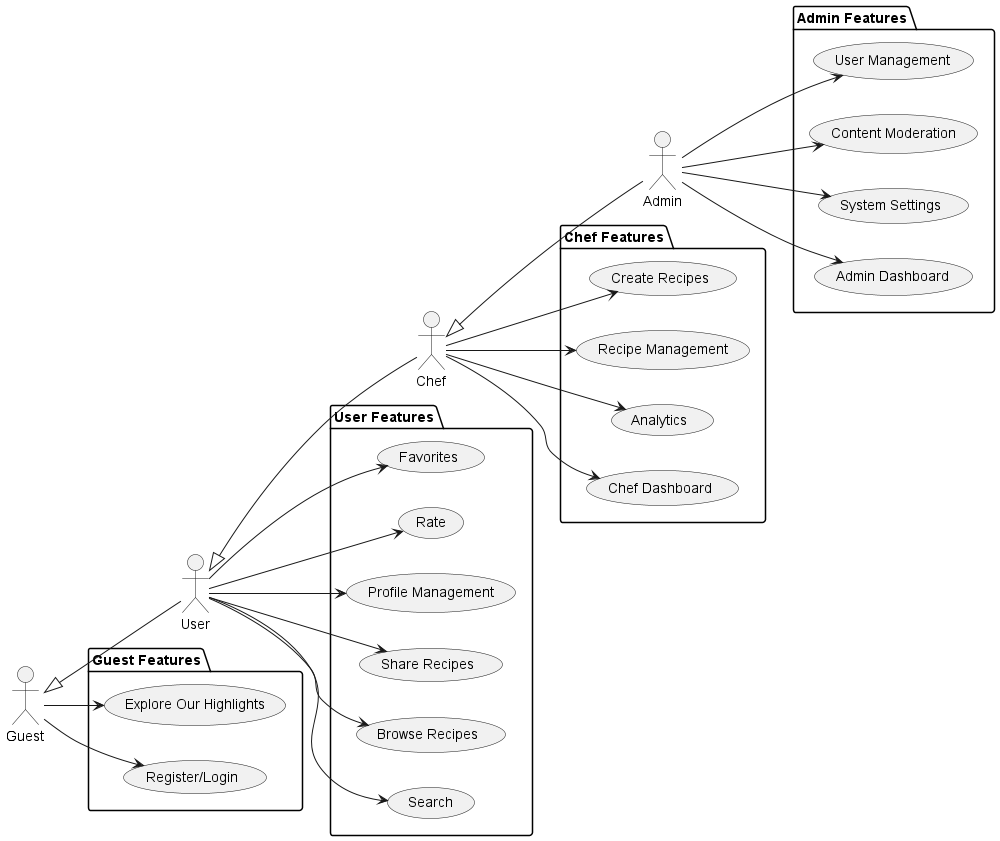 Admin Features
User Management
Content Moderation
System Settings
Admin Dashboard
Admin
Chef Features
Create Recipes
Recipe Management
Analytics
Chef Dashboard
Chef
User Features
Favorites
Rate
Profile Management
Share Recipes
Browse Recipes
Search
User
Guest Features
Explore Our Highlights
Register/Login
Guest